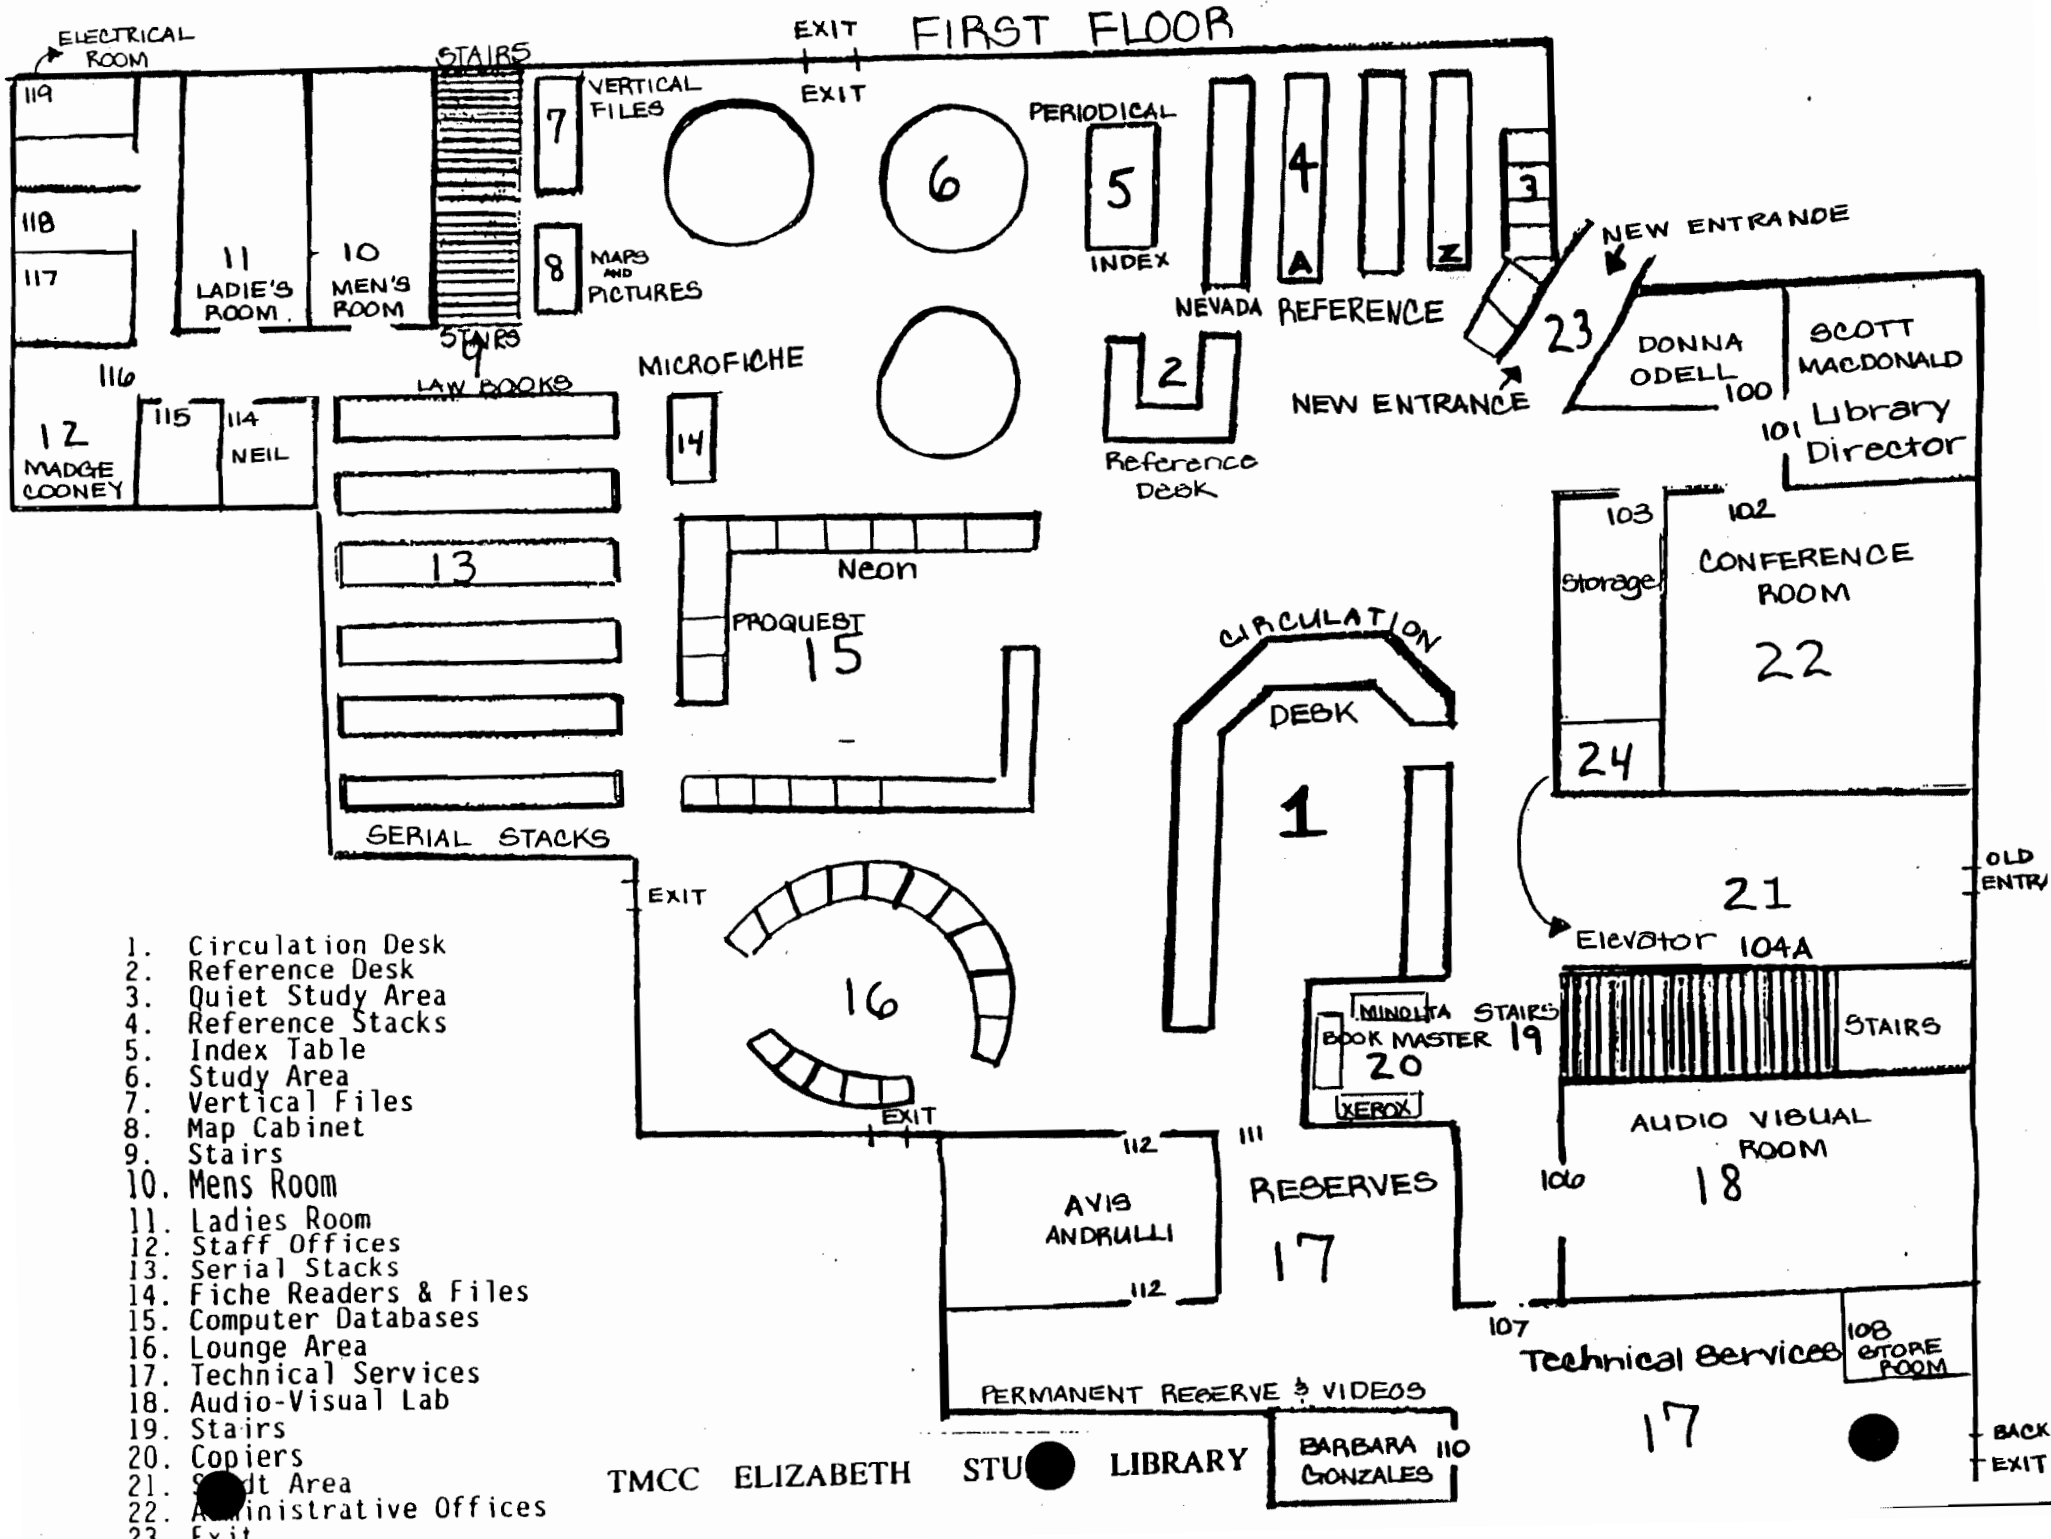 FIRST FLOOR
EXIT
EXIT
ELECTRICAL
ROOM
119
118
117
116
115
114
NEIL
12
MADGE
COONEY
11
LADIE'S
ROOM
10
MEN'S
ROOM
STAIRS
STAIRS
9
LAW BOOKS
7
VERTICAL
FILES
8
MAPS
AND
PICTURES
6
PERIODICAL
5
INDEX
4
A
Z
3
NEVADA REFERENCE
NEW ENTRANCE
23
NEW ENTRANCE
DONNA
ODELL
100
SCOTT
MACDONALD
Library
Director
101
MICROFICHE
14
2
Reference
Desk
13
SERIAL STACKS
Neon
PROQUEST
15
CIRCULATION
DESK
1
103
Storage
24
102
CONFERENCE
ROOM
22
OLD
ENTRY
21
Elevator 104A
STAIRS
EXIT
16
EXIT
MINOLTA STAIRS
BOOK MASTER 19
20
XEROX
AUDIO VISUAL
ROOM
18
106
112
111
AVIS
ANDRULLI
112
RESERVES
17
107
Technical Services
108
STORE
ROOM
17
PERMANENT RESERVE & VIDEOS
BARBARA
GONZALES
110
BACK
EXIT
1. Circulation Desk
2. Reference Desk
3. Quiet Study Area
4. Reference Stacks
5. Index Table
6. Study Area
7. Vertical Files
8. Map Cabinet
9. Stairs
10. Mens Room
11. Ladies Room
12. Staff Offices
13. Serial Stacks
14. Fiche Readers & Files
15. Computer Databases
16. Lounge Area
17. Technical Services
18. Audio-Visual Lab
19. Stairs
20. Copiers
21. Area
22. Offices
23. Exit
TMCC ELIZABETH STU LIBRARY